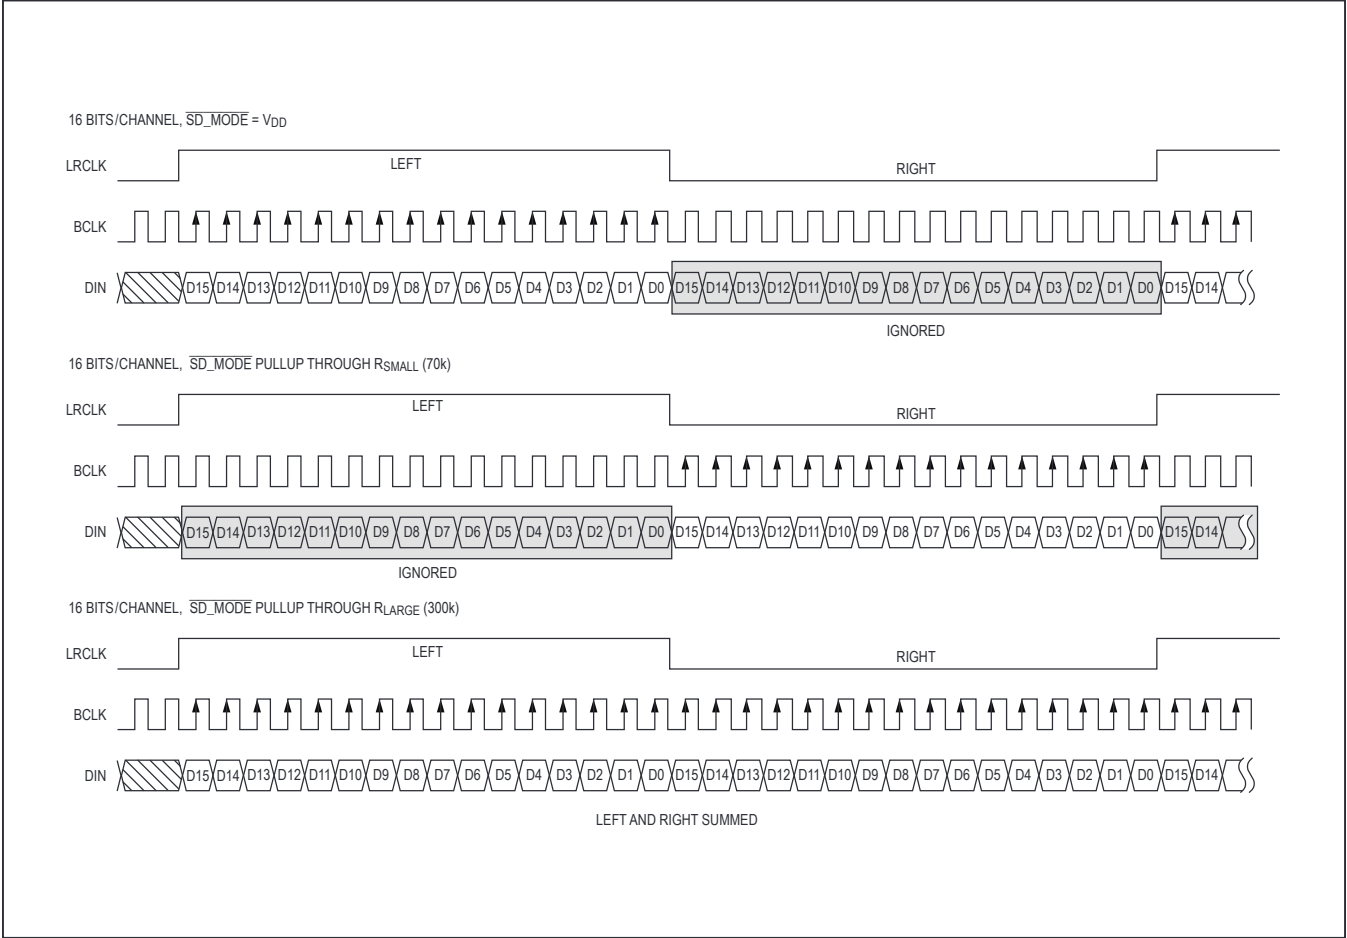 16 BITS/CHANNEL, SD_MODE = VDD
LRCLK LEFT RIGHT
BCLK
DIN D15 D14 D13 D12 D11 D10 D9 D8 D7 D6 D5 D4 D3 D2 D1 D0 D15 D14 D13 D12 D11 D10 D9 D8 D7 D6 D5 D4 D3 D2 D1 D0 D15 D14
IGNORED
16 BITS/CHANNEL, SD_MODE PULLUP THROUGH RSMALL (70k)
LRCLK LEFT RIGHT
BCLK
DIN D15 D14 D13 D12 D11 D10 D9 D8 D7 D6 D5 D4 D3 D2 D1 D0 D15 D14 D13 D12 D11 D10 D9 D8 D7 D6 D5 D4 D3 D2 D1 D0 D15 D14
IGNORED
16 BITS/CHANNEL, SD_MODE PULLUP THROUGH RLARGE (300k)
LRCLK LEFT RIGHT
BCLK
DIN D15 D14 D13 D12 D11 D10 D9 D8 D7 D6 D5 D4 D3 D2 D1 D0 D15 D14 D13 D12 D11 D10 D9 D8 D7 D6 D5 D4 D3 D2 D1 D0 D15 D14
LEFT AND RIGHT SUMMED